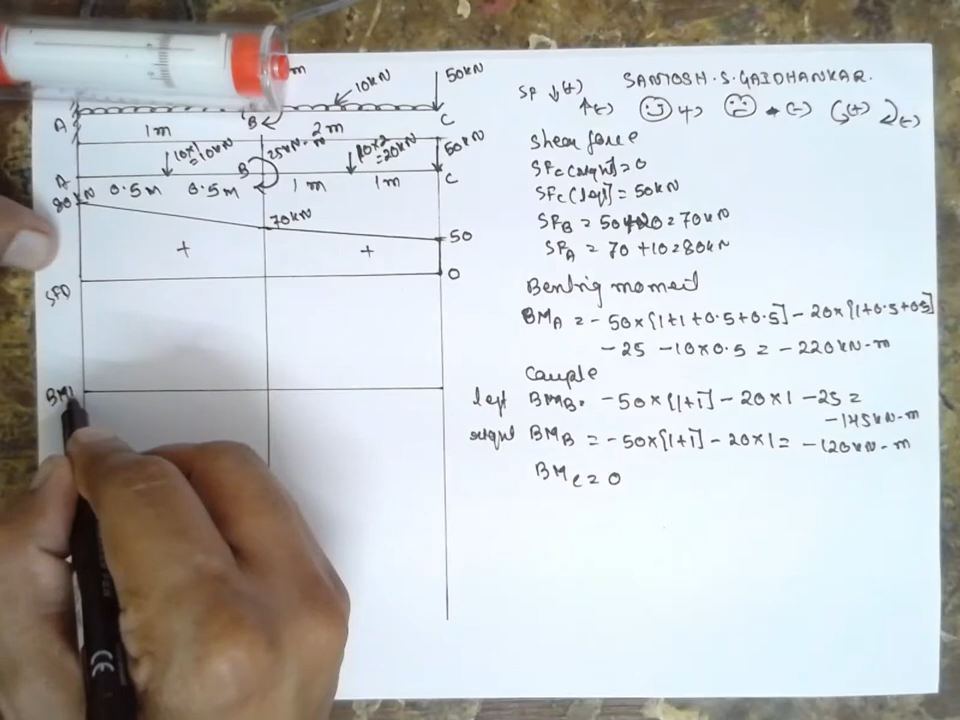 m
10kN
50kN
A
1m
B
2m
C
10×1=10kN
25kN-m
10×2=20kN
50kN
A
0.5m
0.5m
B
1m
1m
C
80kN
70kN
50
+
+
0
SFD
BM
SF ↓(+) ↑(-)
SANTOSH.S.GAIDHANKAR.
(+) (-) (+) (-)
Shear force
SFc (right) = 0
SFc (left) = 50kN
SFB = 50+20 = 70kN
SFA = 70+10 = 80kN
Bending moment
BMA = -50×[1+1+0.5+0.5] - 20×[1+0.5+0.5]
-25 -10×0.5 = -220kN-m
Couple
left BMB = -50×[1+1] - 20×1 -25 =
-145kN-m
right BMB = -50×[1+1] - 20×1 = -120kN-m
BMc = 0
CE